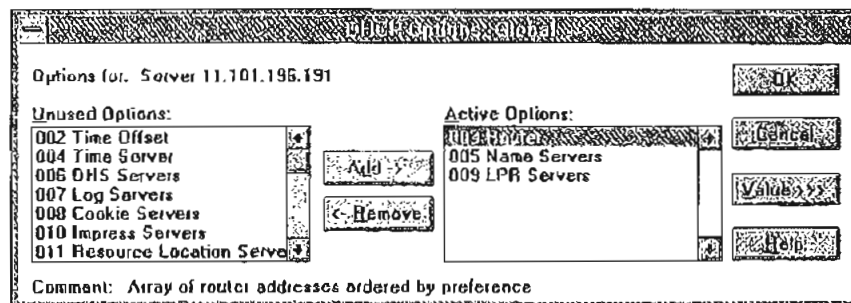 DHCP Options: Global
Options for: Server 11.101.196.191
OK
Unused Options:
Active Options:
002 Time Offset
004 Time Server
006 DNS Servers
007 Log Servers
008 Cookie Servers
010 Impress Servers
011 Resource Location Serve
Add ->
<- Remove
003 Router
005 Name Servers
009 LPR Servers
Cancel
Value >>>
Help
Comment: Array of router addresses ordered by preference